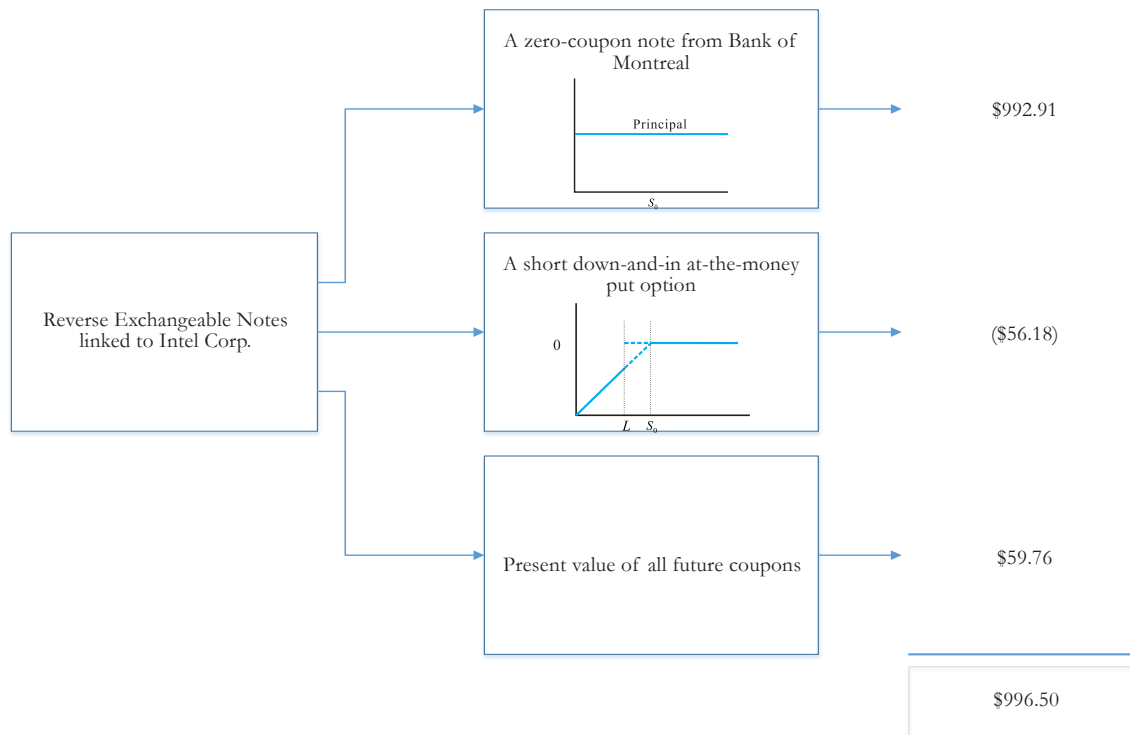 A zero-coupon note from Bank of
Montreal
Principal
S₀
$992.91
Reverse Exchangeable Notes
linked to Intel Corp.
A short down-and-in at-the-money
put option
0
L S₀
($56.18)
Present value of all future coupons
$59.76
$996.50